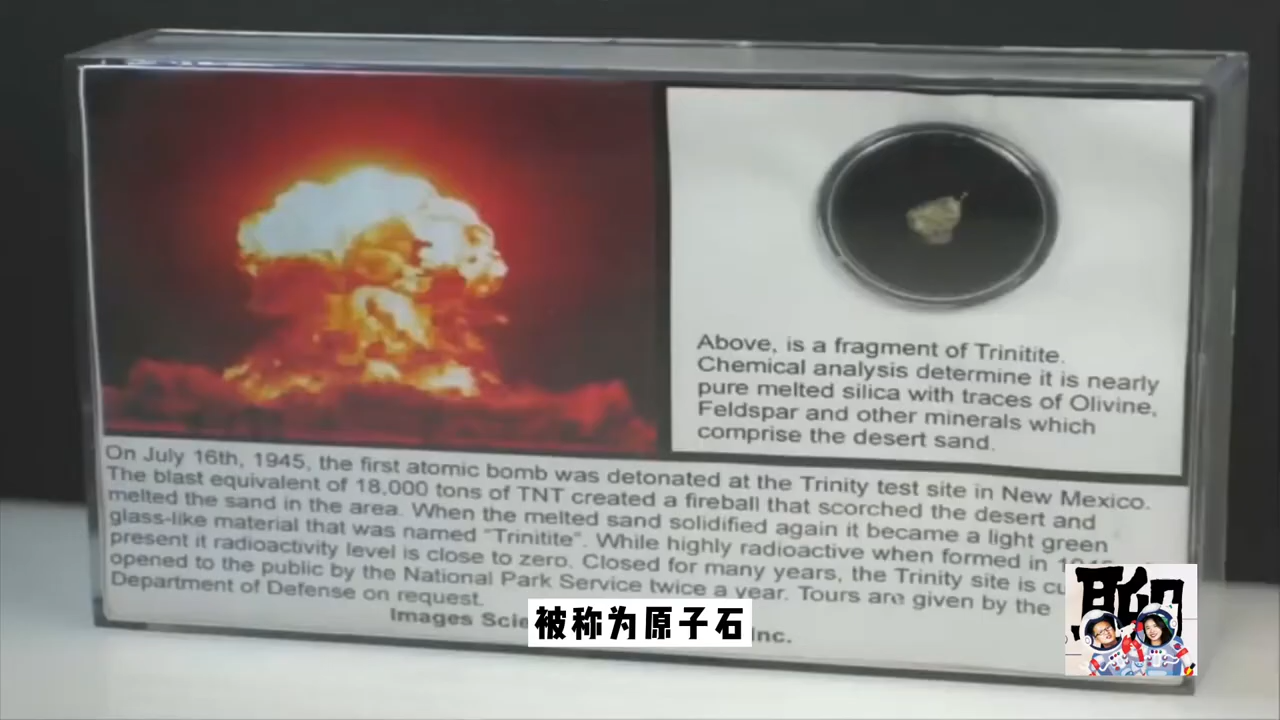 Above, is a fragment of Trinitite.
Chemical analysis determine it is nearly
pure melted silica with traces of Olivine,
Feldspar and other minerals which
comprise the desert sand.
On July 16th, 1945, the first atomic bomb was detonated at the Trinity test site in New Mexico.
The blast equivalent of 18,000 tons of TNT created a fireball that scorched the desert and
melted the sand in the area. When the melted sand solidified again it became a light green
glass-like material that was named "Trinitite". While highly radioactive when formed in
present it radioactivity level is close to zero. Closed for many years, the Trinity site is
opened to the public by the National Park Service twice a year. Tours are given by the
Department of Defense on request.
Images Inc.
被称为原子石
聊